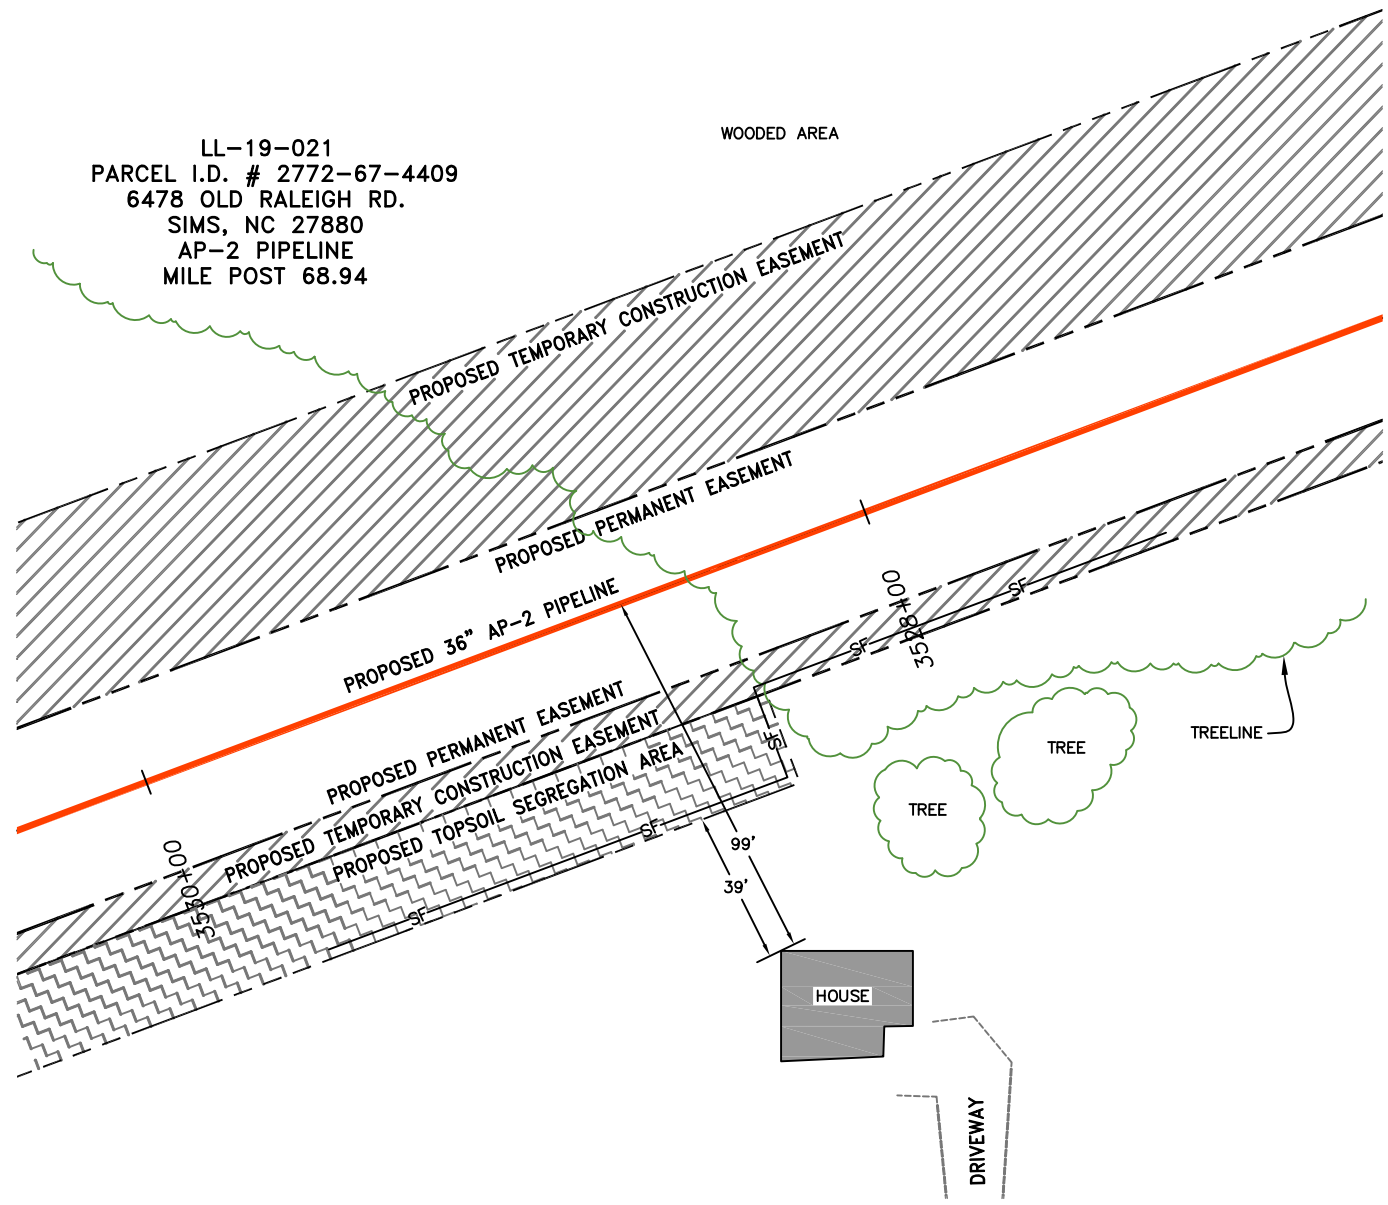 WOODED AREA
LL-19-021
PARCEL I.D. # 2772-67-4409
6478 OLD RALEIGH RD.
SIMS, NC 27880
AP-2 PIPELINE
MILE POST 68.94
PROPOSED TEMPORARY CONSTRUCTION EASEMENT
PROPOSED PERMANENT EASEMENT
PROPOSED 36" AP-2 PIPELINE
3528+00
SF
SF
PROPOSED PERMANENT EASEMENT
PROPOSED TEMPORARY CONSTRUCTION EASEMENT
PROPOSED TOPSOIL SEGREGATION AREA
SF
TREELINE
TREE
TREE
SF
99'
39'
3530+00
SF
HOUSE
DRIVEWAY